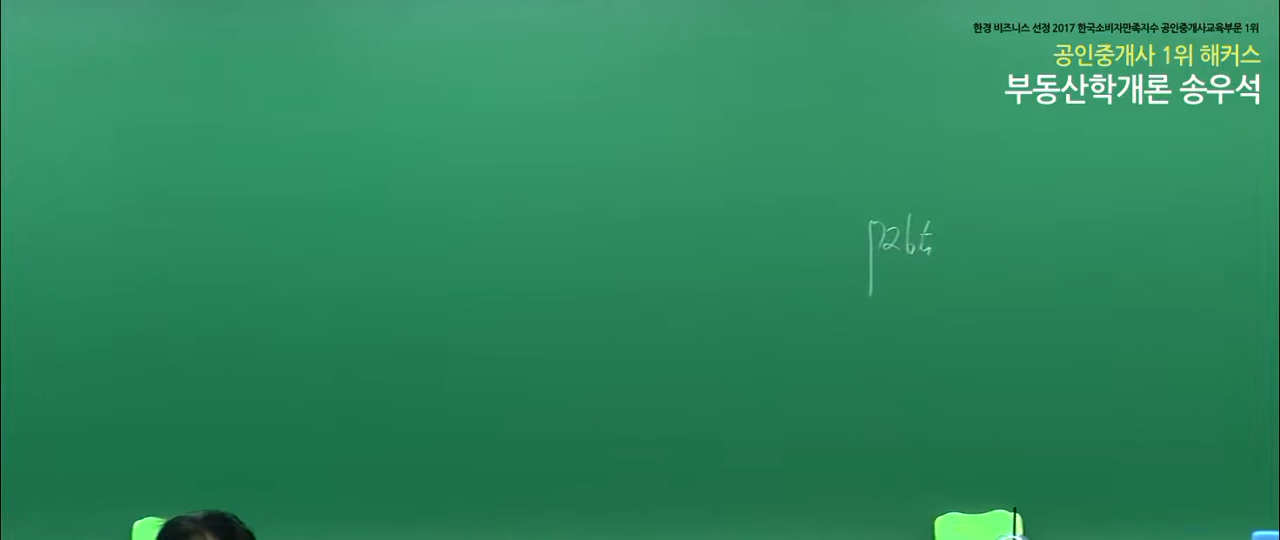 한경 비즈니스 선정 2017 한국소비자만족지수 공인중개사교육부문 1위
공인중개사 1위 해커스
부동산학개론 송우석